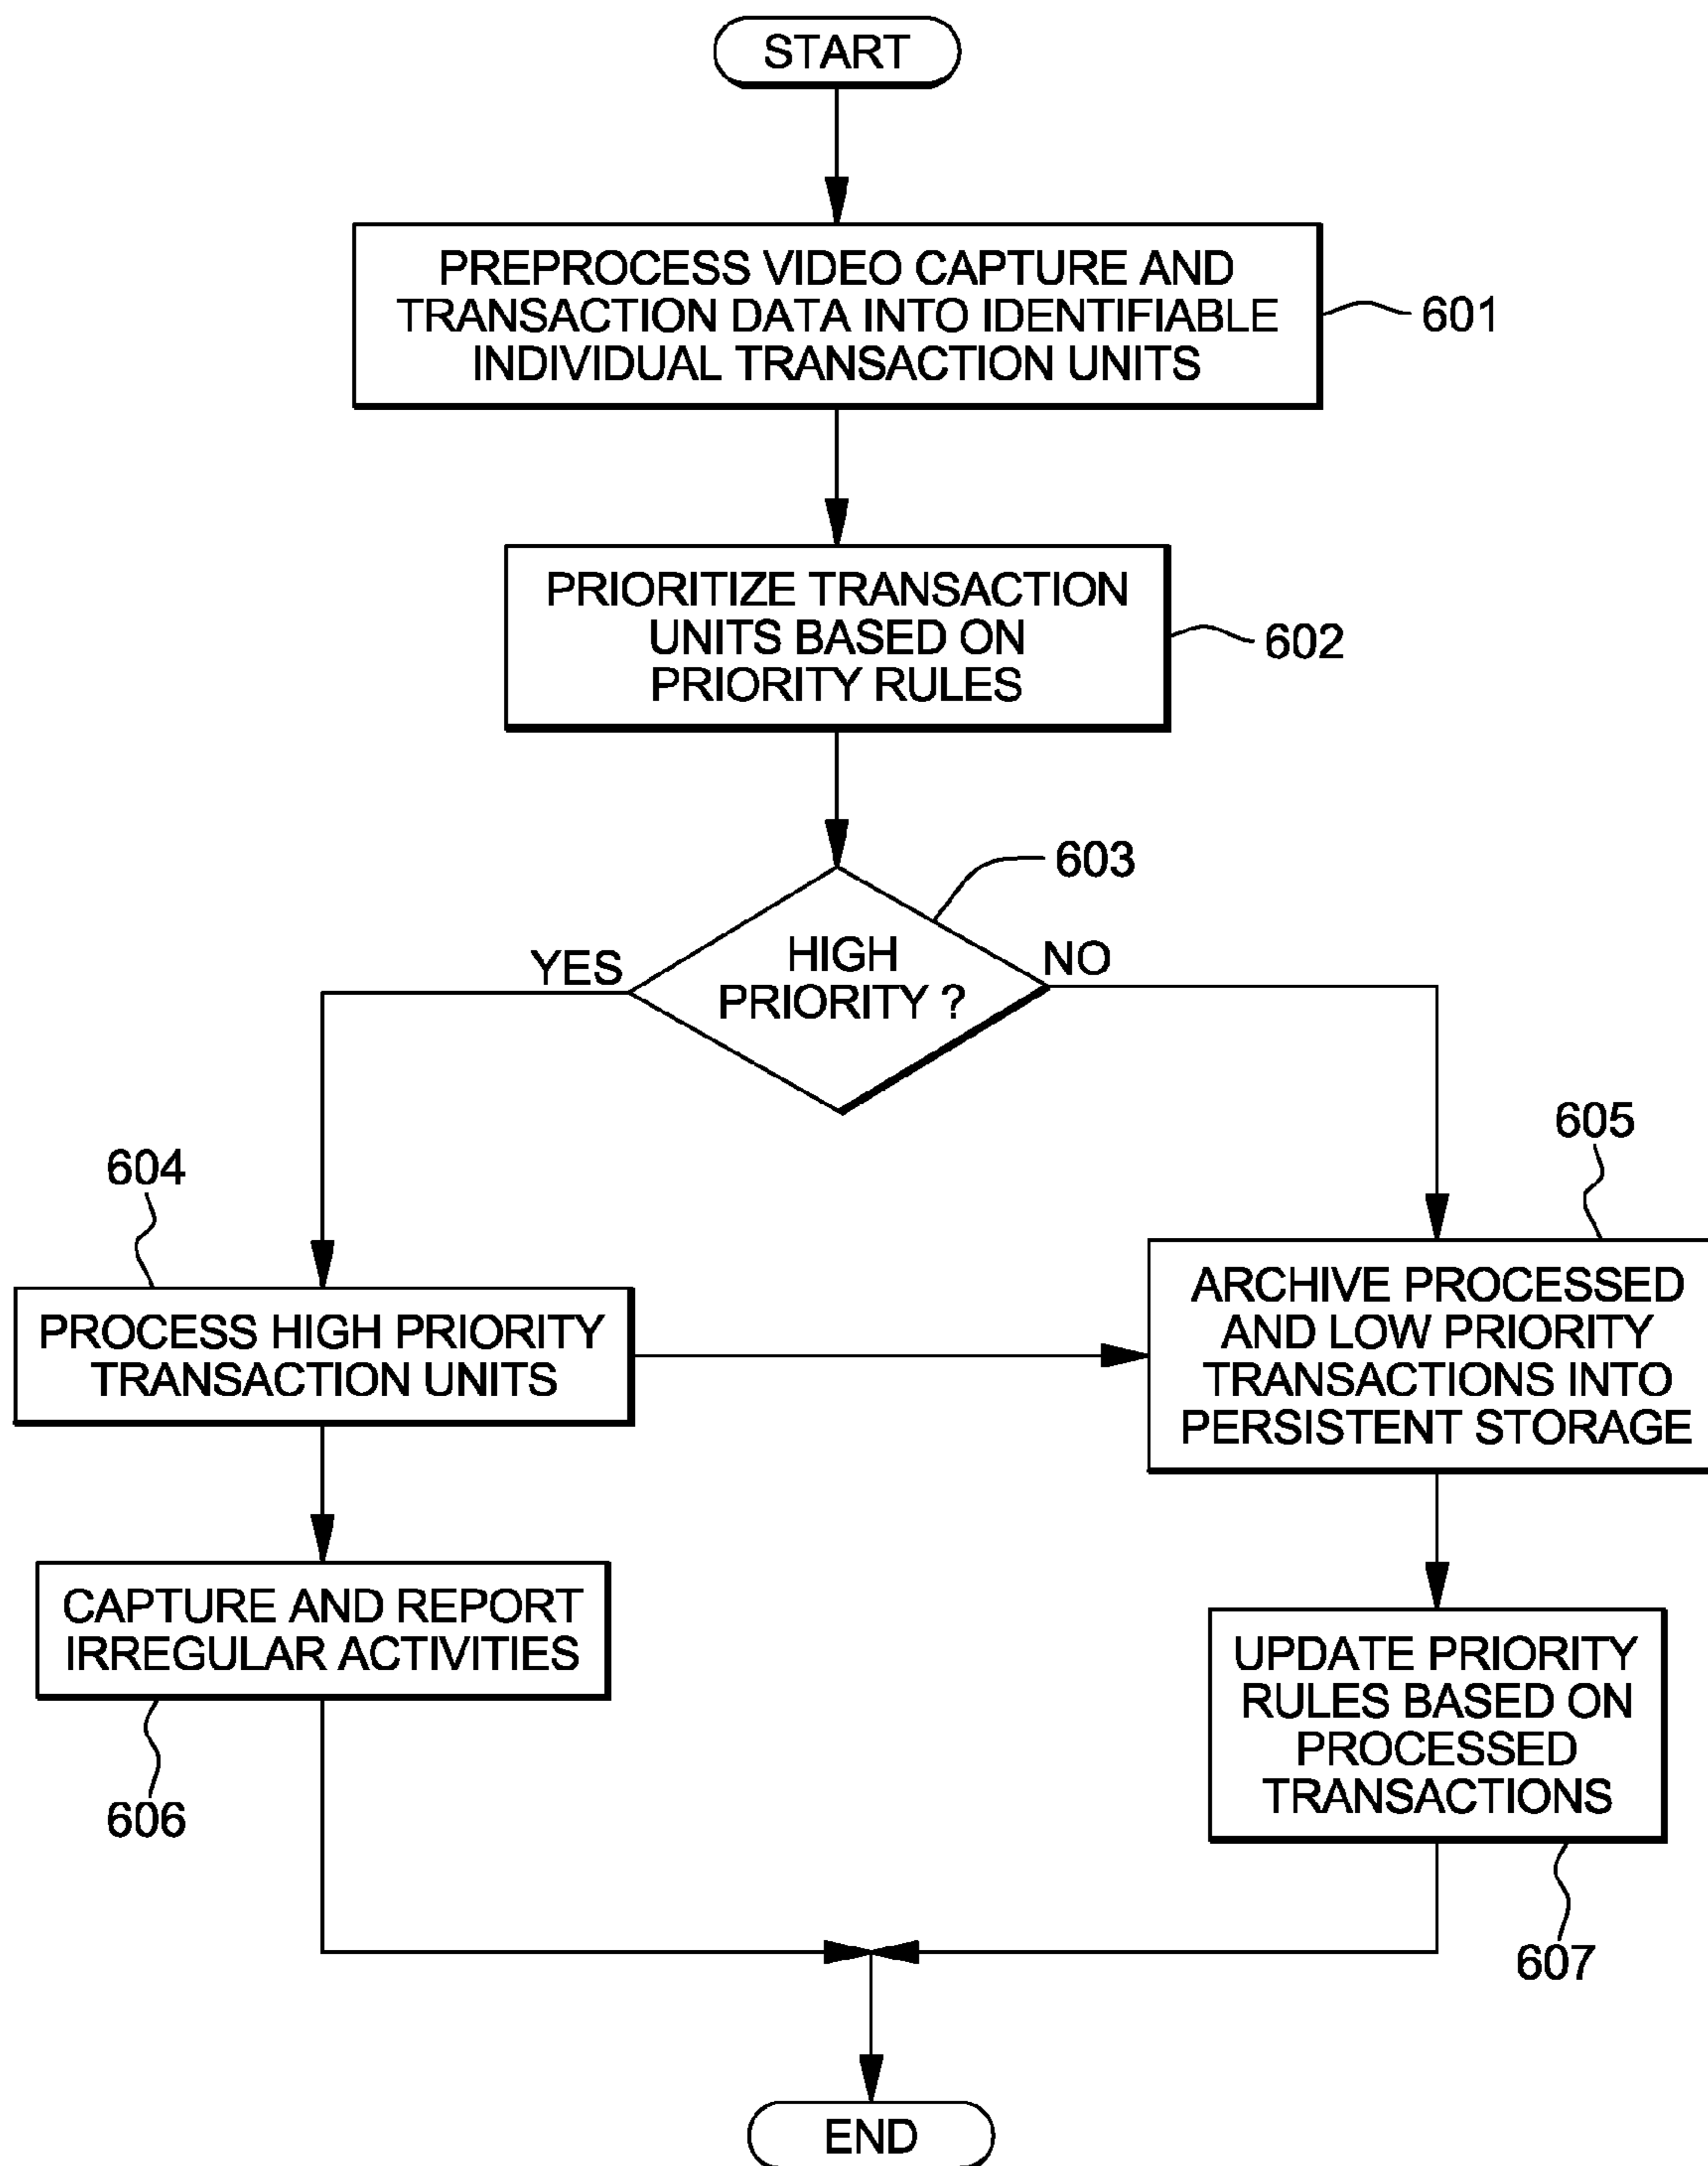 START
PREPROCESS VIDEO CAPTURE AND
TRANSACTION DATA INTO IDENTIFIABLE
INDIVIDUAL TRANSACTION UNITS
601
PRIORITIZE TRANSACTION
UNITS BASED ON
PRIORITY RULES
602
603
HIGH
PRIORITY ?
YES
NO
604
605
PROCESS HIGH PRIORITY
TRANSACTION UNITS
ARCHIVE PROCESSED
AND LOW PRIORITY
TRANSACTIONS INTO
PERSISTENT STORAGE
CAPTURE AND REPORT
IRREGULAR ACTIVITIES
606
UPDATE PRIORITY
RULES BASED ON
PROCESSED
TRANSACTIONS
607
END